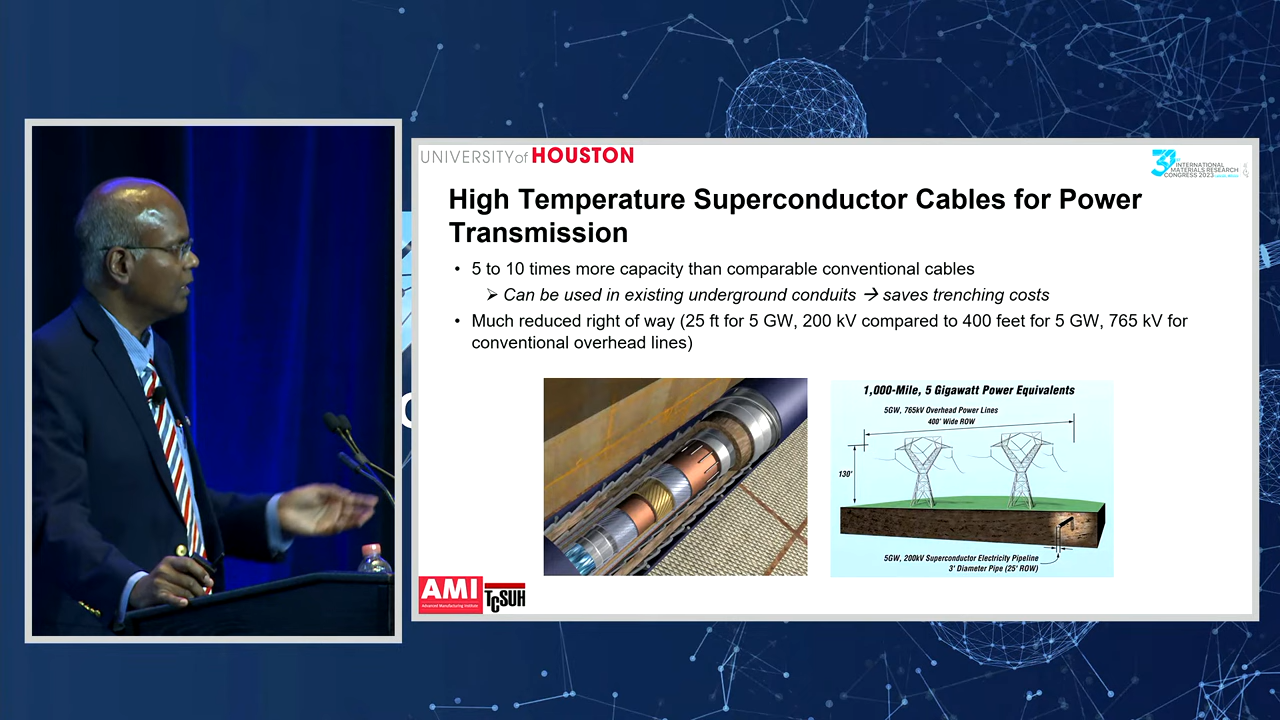 UNIVERSITY of HOUSTON
INTERNATIONAL
MATERIALS RESEARCH
CONGRESS 2023
High Temperature Superconductor Cables for Power
Transmission
• 5 to 10 times more capacity than comparable conventional cables
➢ Can be used in existing underground conduits → saves trenching costs
• Much reduced right of way (25 ft for 5 GW, 200 kV compared to 400 feet for 5 GW, 765 kV for
conventional overhead lines)
1,000-Mile, 5 Gigawatt Power Equivalents
5GW, 765kV Overhead Power Lines
400' Wide ROW
130'
5GW, 200kV Superconductor Electricity Pipeline
3' Diameter Pipe (25' ROW)
AMI
Advanced Manufacturing Institute
TCSUH